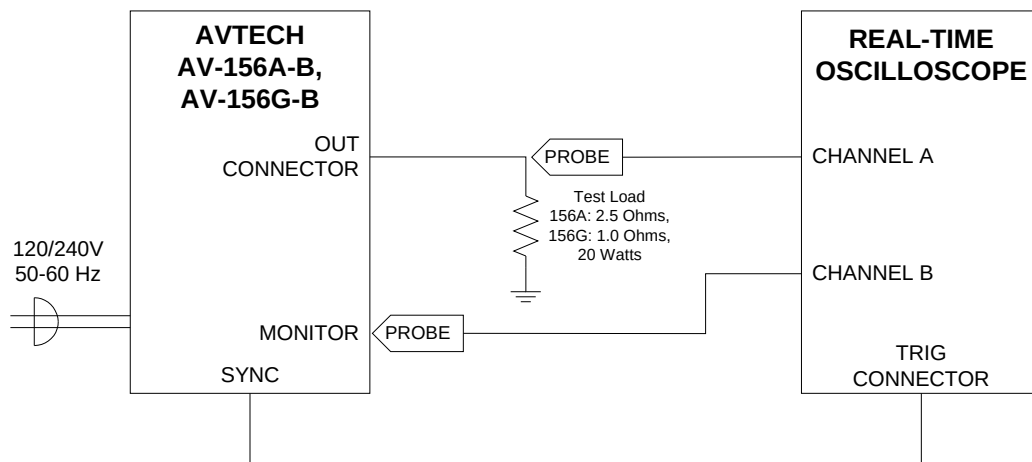 AVTECH
AV-156A-B,
AV-156G-B
OUT
CONNECTOR
MONITOR
SYNC
120/240V
50-60 Hz
PROBE
Test Load
156A: 2.5 Ohms,
156G: 1.0 Ohms,
20 Watts
PROBE
REAL-TIME
OSCILLOSCOPE
CHANNEL A
CHANNEL B
TRIG
CONNECTOR